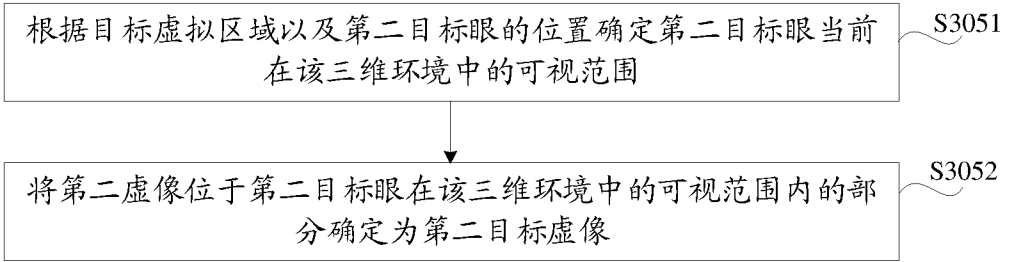 根据目标虚拟区域以及第二目标眼的位置确定第二目标眼当前
在该三维环境中的可视范围
S3051
将第二虚像位于第二目标眼在该三维环境中的可视范围内的部
分确定为第二目标虚像
S3052